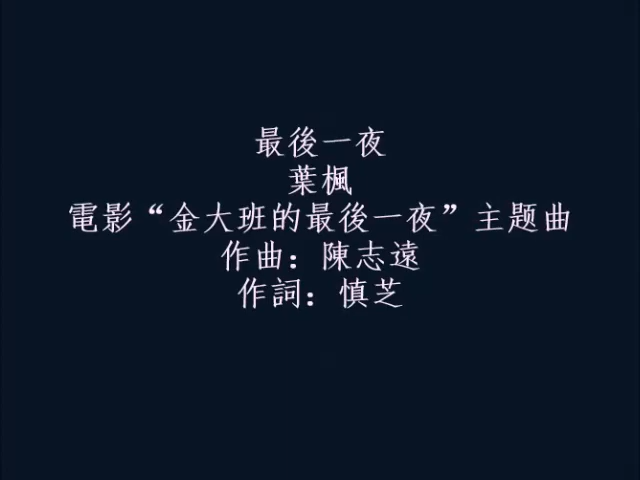 最後一夜
葉楓
電影“金大班的最後一夜”主题曲
作曲：陳志遠
作詞：慎芝